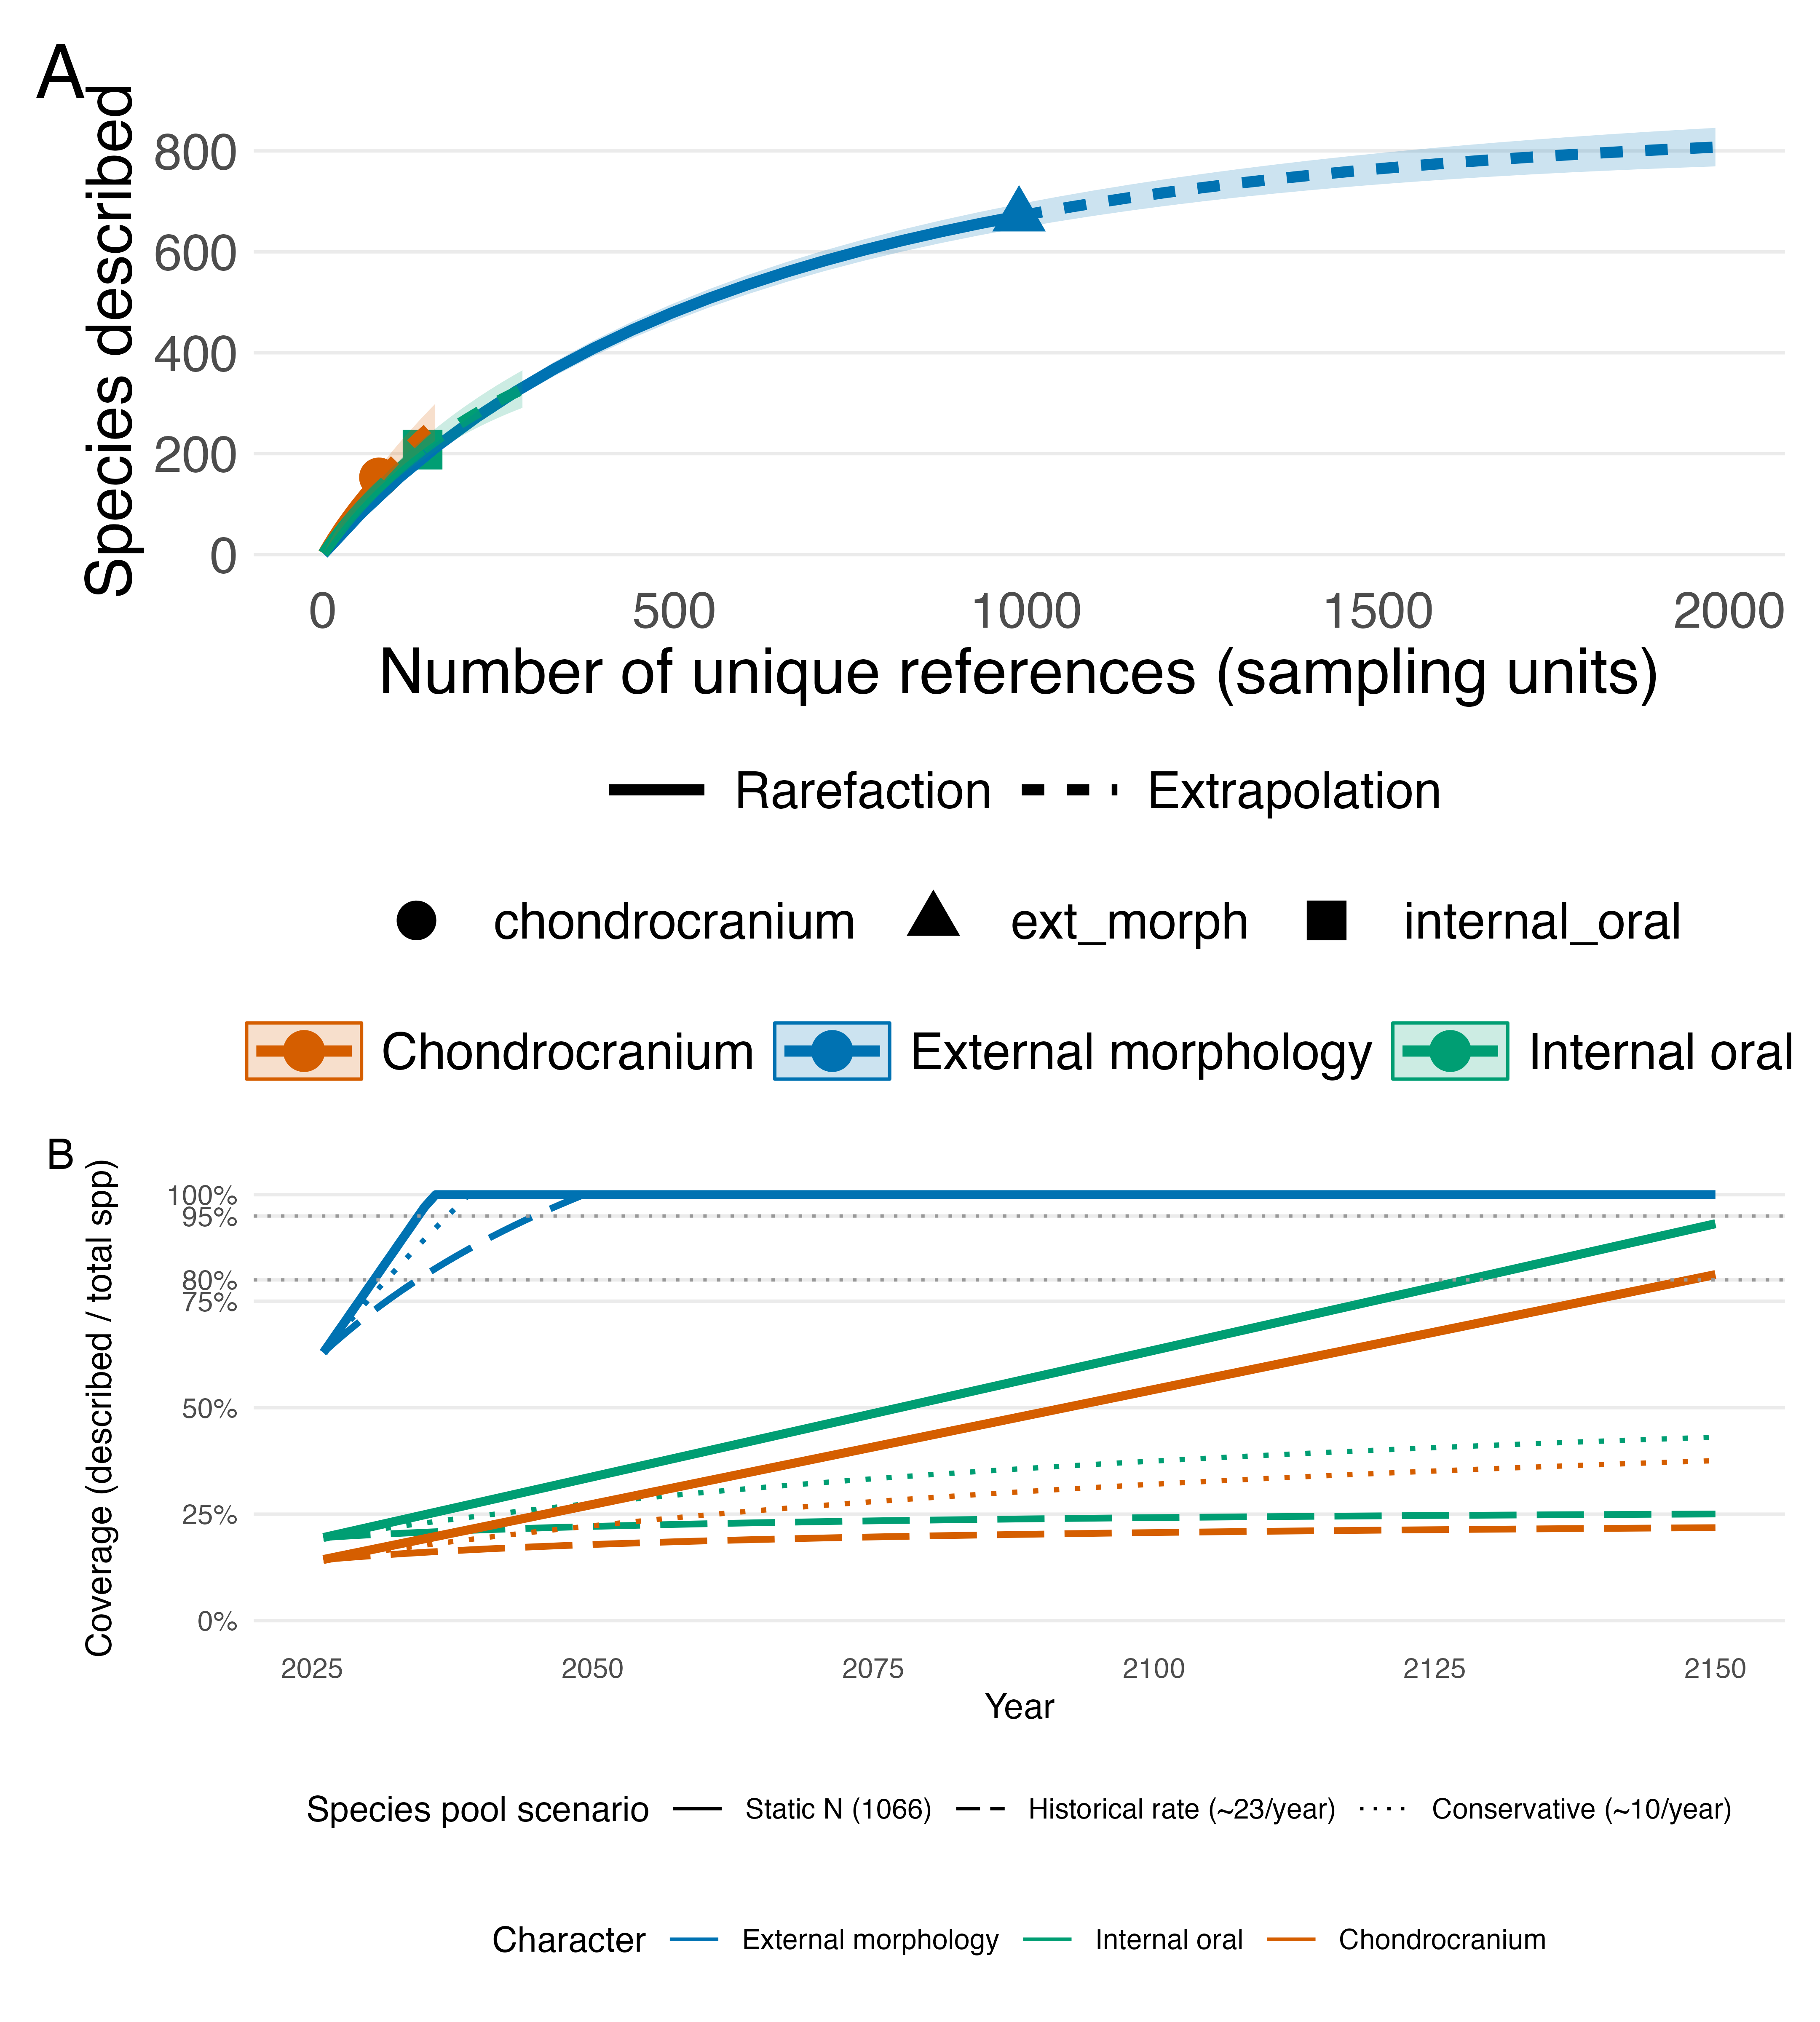 A
Species described
800
600
400
200
0
0 500 1000 1500 2000
Number of unique references (sampling units)
Rarefaction Extrapolation
chondrocranium ext_morph internal_oral
Chondrocranium External morphology Internal oral
B
Coverage (described / total spp)
100%
95%
80%
75%
50%
25%
0%
2025 2050 2075 2100 2125 2150
Year
Species pool scenario Static N (1066) Historical rate (~23/year) Conservative (~10/year)
Character External morphology Internal oral Chondrocranium